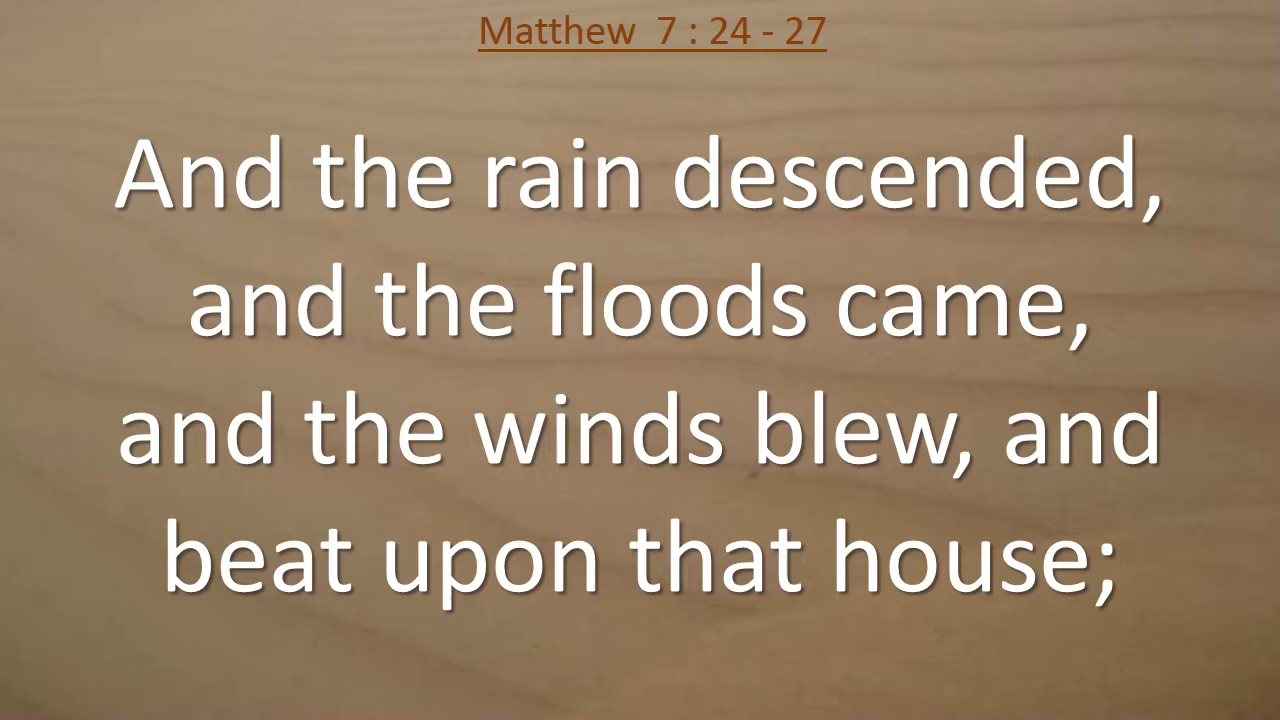 Matthew  7 : 24 - 27
And the rain descended,
and the floods came,
and the winds blew, and
beat upon that house;